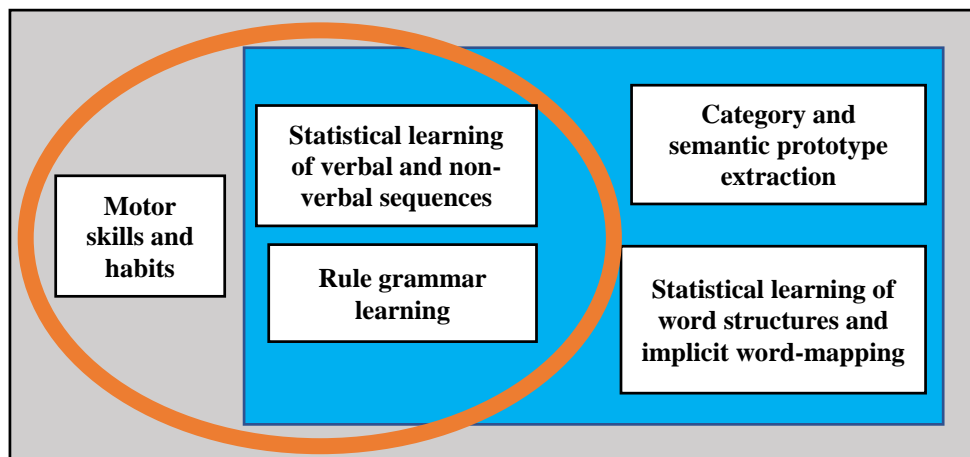 Motor
skills and
habits
Statistical learning
of verbal and non-
verbal sequences
Rule grammar
learning
Category and
semantic prototype
extraction
Statistical learning of
word structures and
implicit word-mapping